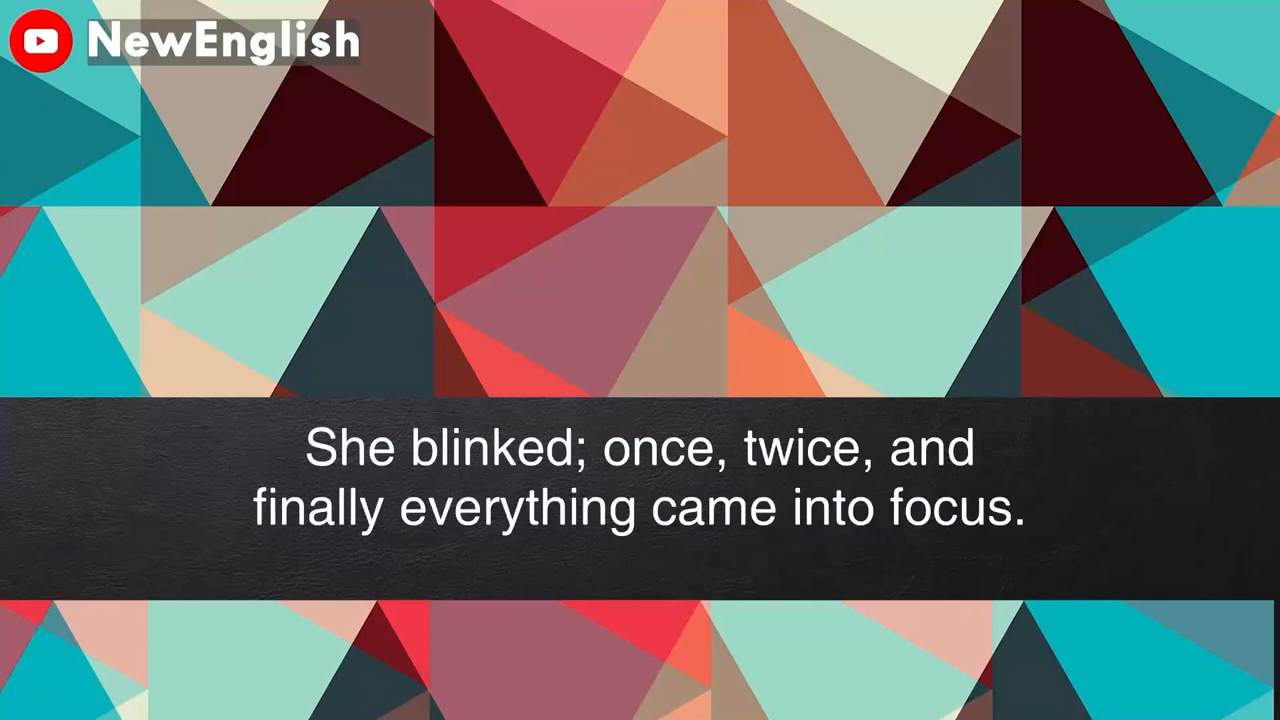 NewEnglish
She blinked; once, twice, and
finally everything came into focus.